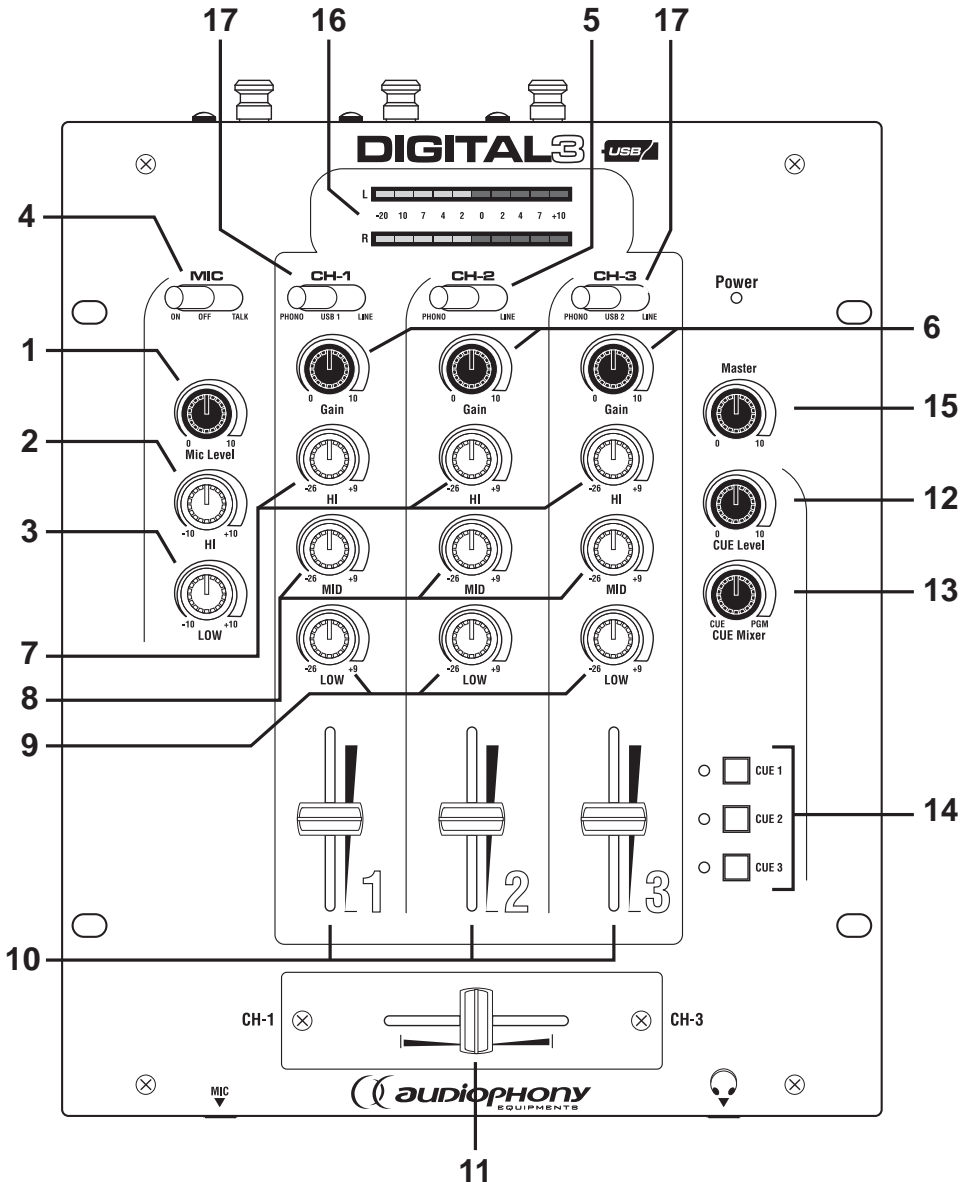 17 16 5 17
DIGITAL3 USB
L
-20 10 7 4 2 0 2 4 7 +10
R
4
MIC
ON OFF TALK
CH-1
PHONO USB 1 LINE
CH-2
PHONO LINE
CH-3
PHONO USB 2 LINE
Power
6
1
0 10
Mic Level
0 10
Gain
0 10
Gain
0 10
Gain
Master
0 10
15
2
-10 +10
HI
-26 +9
HI
-26 +9
HI
-26 +9
HI
0 10
CUE Level
12
3
-10 +10
LOW
-26 +9
MID
-26 +9
MID
-26 +9
MID
CUE PGM
CUE Mixer
13
7
8
9
-26 +9
LOW
-26 +9
LOW
-26 +9
LOW
CUE 1
CUE 2
CUE 3
14
1 2 3
10
CH-1 CH-3
MIC
audiophony
EQUIPMENTS
11